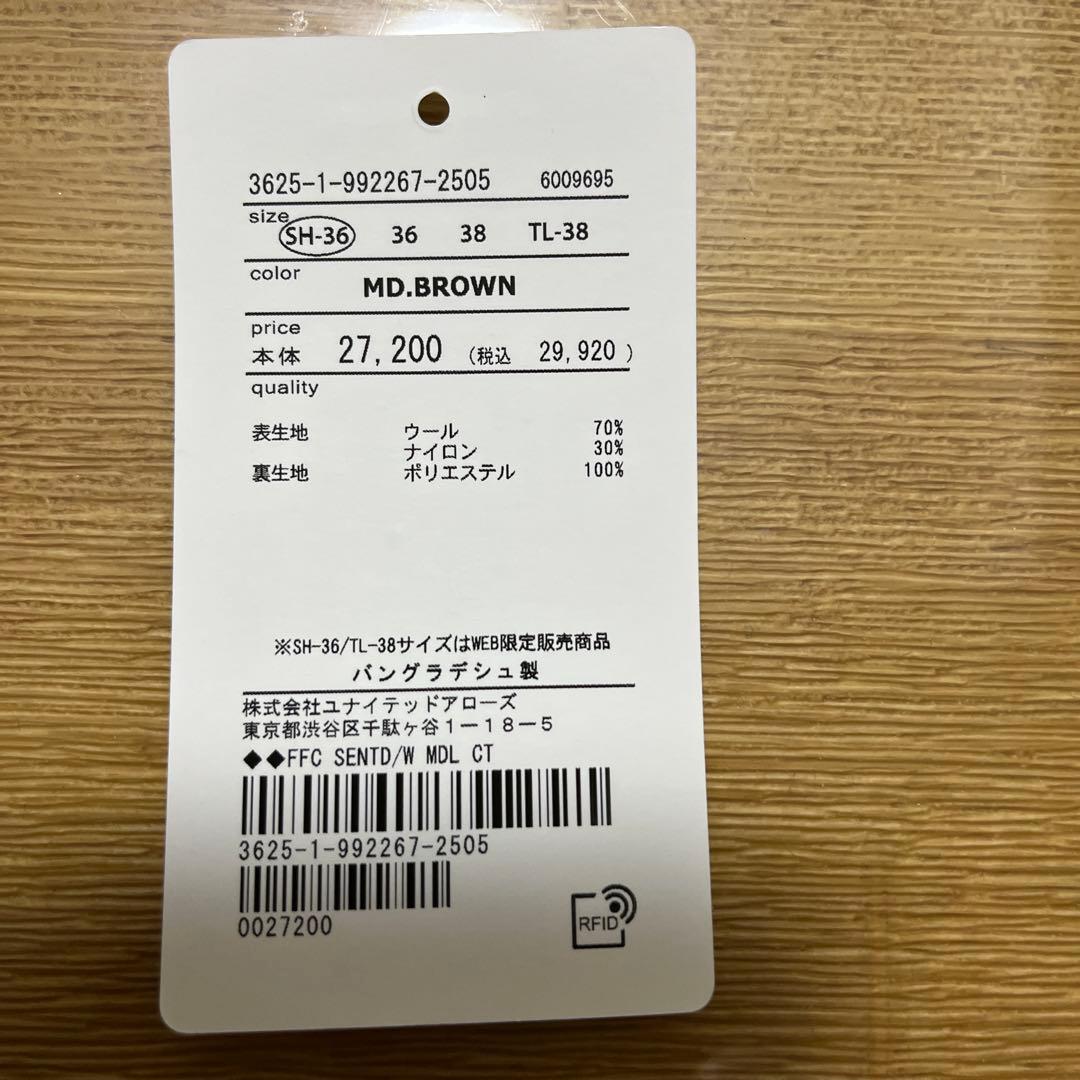 3625-1-992267-2505 6009695
size
SH-36 36 38 TL-38
color
MD.BROWN
price
本体 27,200 (税込 29,920 )
quality
表生地 ウール 70%
ナイロン 30%
裏生地 ポリエステル 100%
※SH-36/TL-38サイズはWEB限定販売商品
バングラデシュ製
株式会社ユナイテッドアローズ
東京都渋谷区千駄ヶ谷1ー18ー5
◆◆FFC SENTD/W MDL CT
3625-1-992267-2505
0027200
RFID